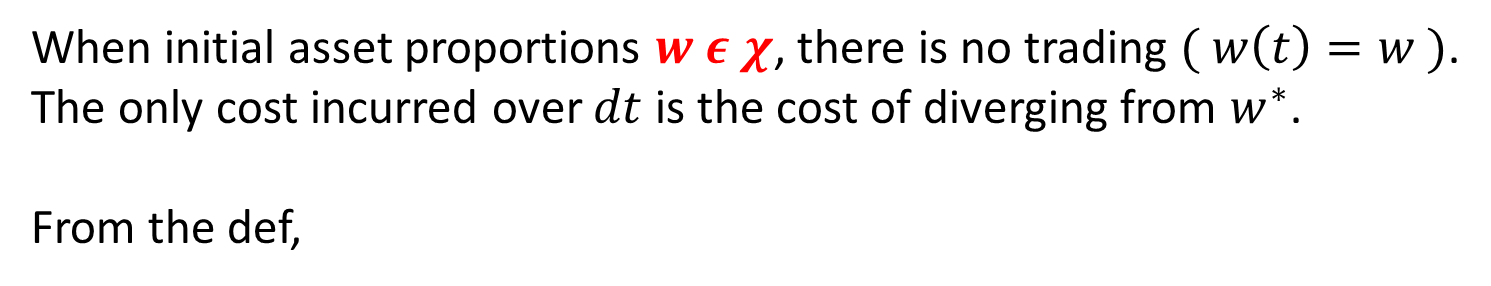 When initial asset proportions w ϵ χ, there is no trading ( w(t) = w ).
The only cost incurred over dt is the cost of diverging from w*.
From the def,